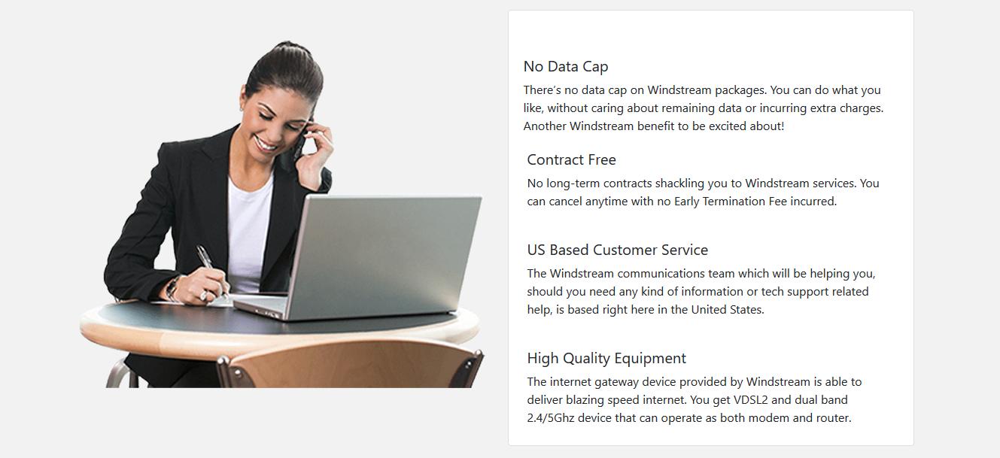 No Data Cap
There’s no data cap on Windstream packages. You can do what you
like, without caring about remaining data or incurring extra charges.
Another Windstream benefit to be excited about!
Contract Free
No long-term contracts shackling you to Windstream services. You
can cancel anytime with no Early Termination Fee incurred.
US Based Customer Service
The Windstream communications team which will be helping you,
should you need any kind of information or tech support related
help, is based right here in the United States.
High Quality Equipment
The internet gateway device provided by Windstream is able to
deliver blazing speed internet. You get VDSL2 and dual band
2.4/5Ghz device that can operate as both modem and router.